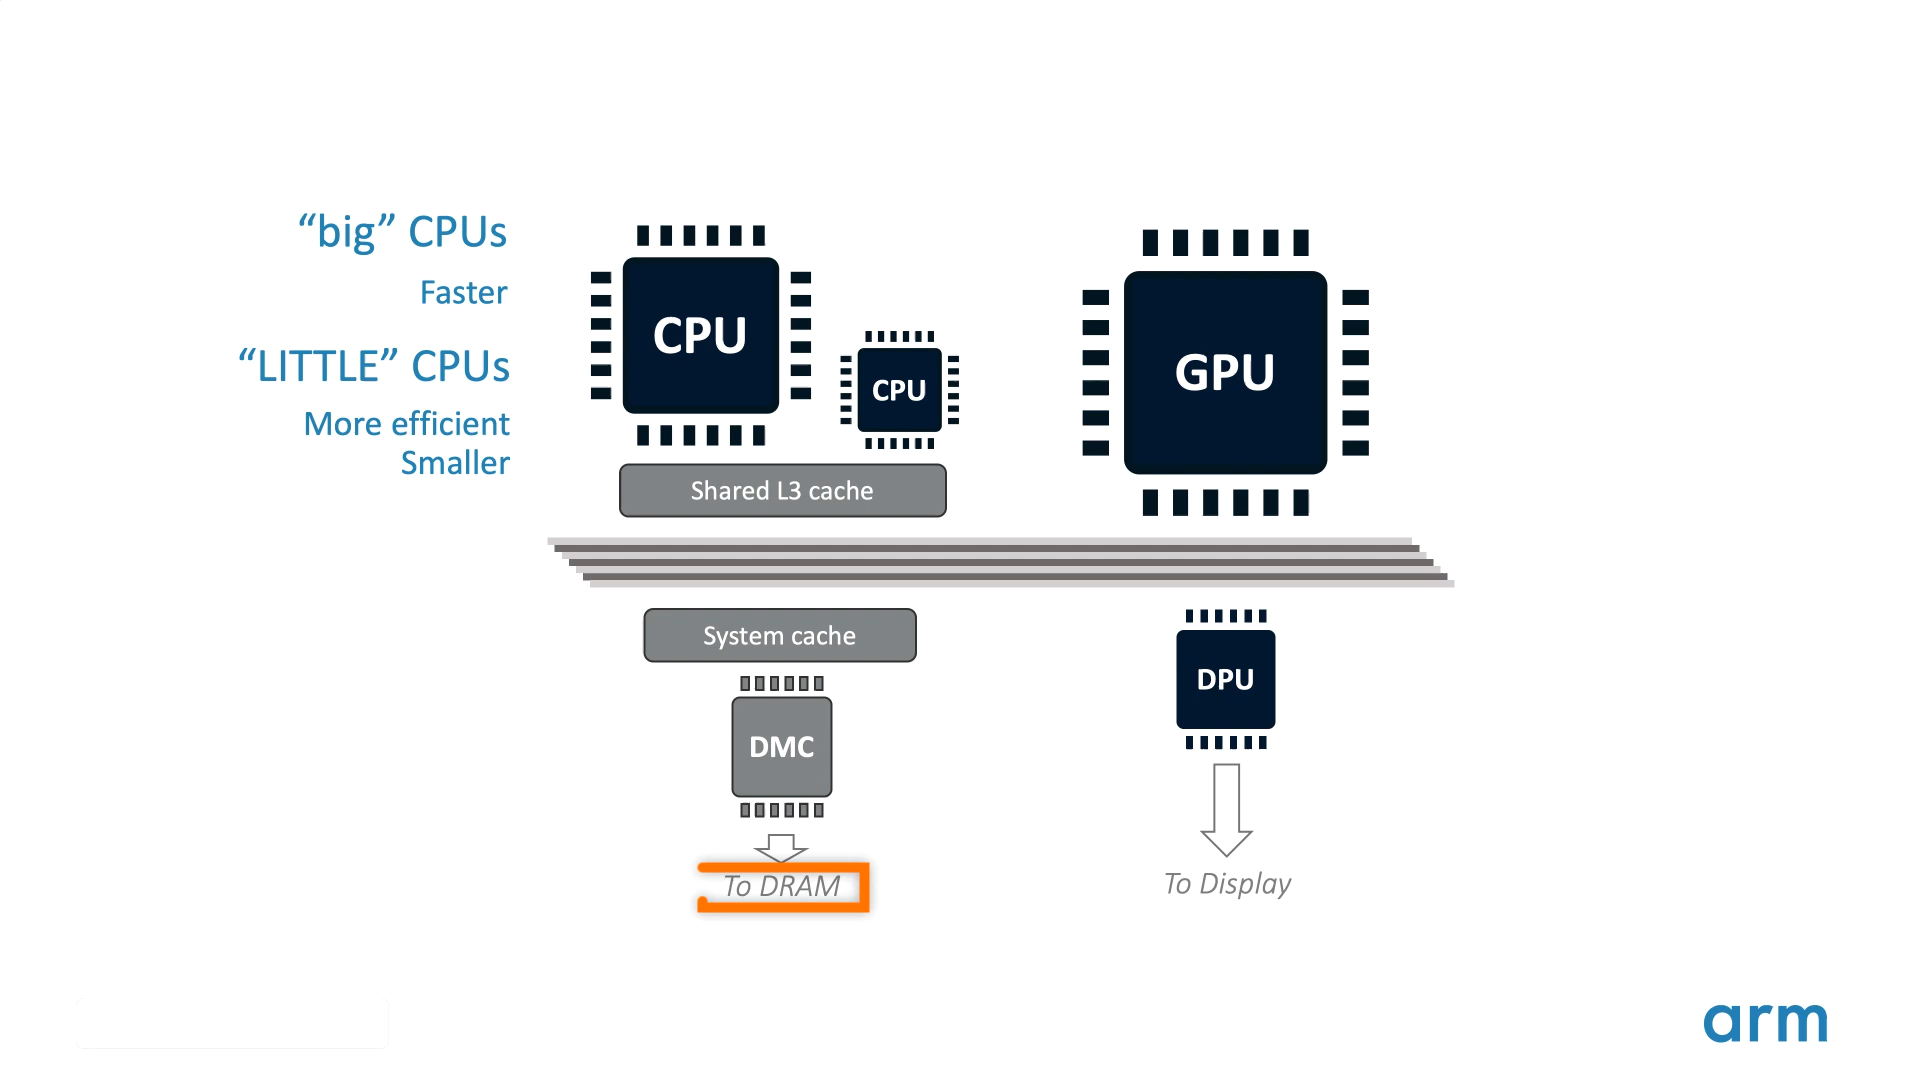 “big” CPUs
Faster
“LITTLE” CPUs
More efficient
Smaller
CPU
CPU
GPU
Shared L3 cache
System cache
DMC
DPU
To DRAM
To Display
arm